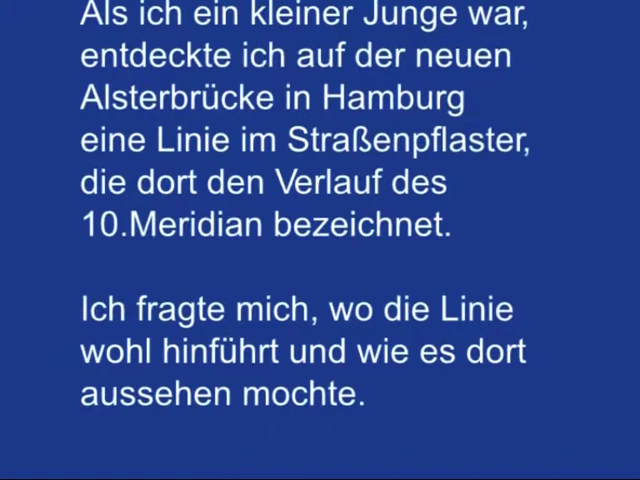 Als ich ein kleiner Junge war,
entdeckte ich auf der neuen
Alsterbrücke in Hamburg
eine Linie im Straßenpflaster,
die dort den Verlauf des
10.Meridian bezeichnet.
Ich fragte mich, wo die Linie
wohl hinführt und wie es dort
aussehen mochte.